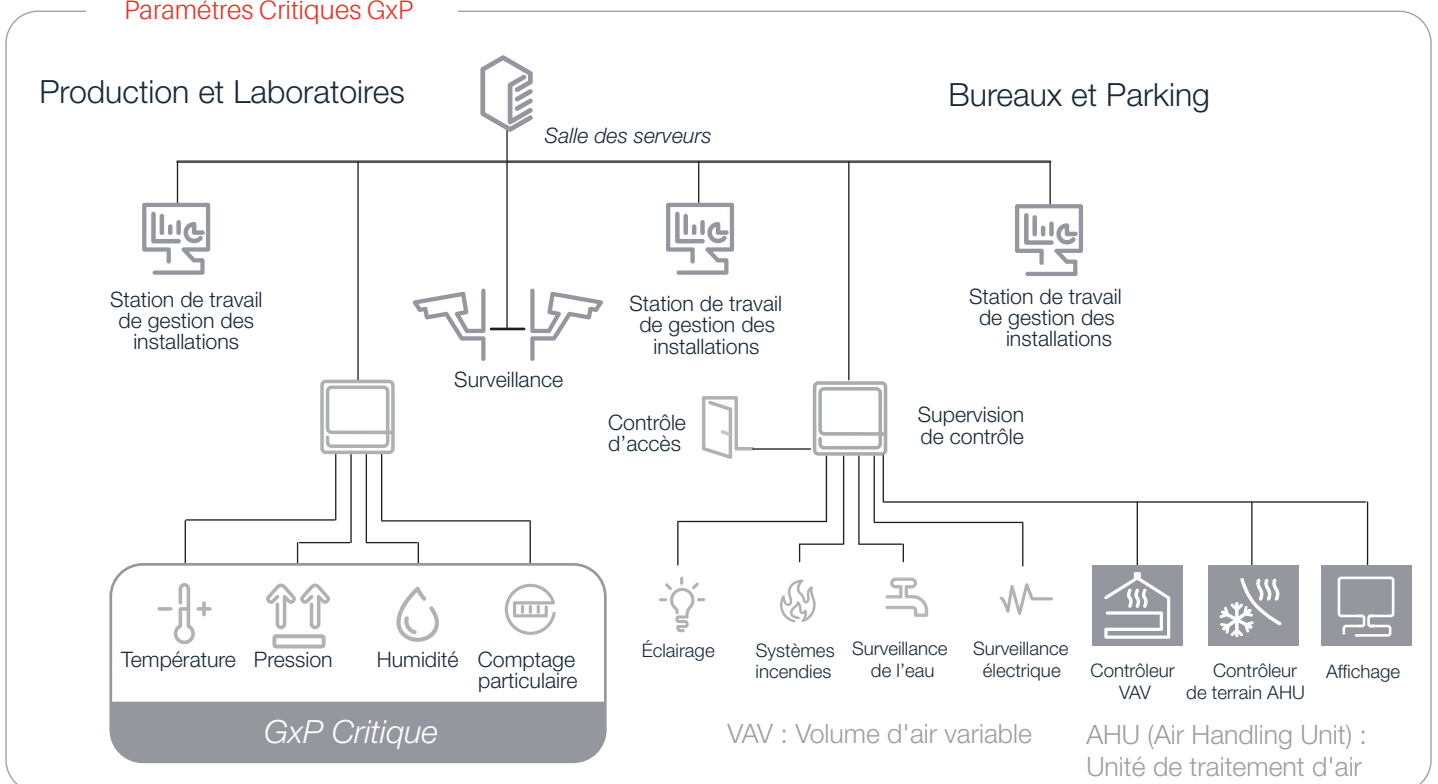 Paramétres Critiques GxP
Production et Laboratoires
Bureaux et Parking
Salle des serveurs
Station de travail
de gestion des
installations
Surveillance
Station de travail
de gestion des
installations
Station de travail
de gestion des
installations
Contrôle
d'accès
Supervision
de contrôle
Température
Pression
Humidité
Comptage
particulaire
GxP Critique
Éclairage
Systèmes
incendies
Surveillance
de l'eau
Surveillance
électrique
Contrôleur
VAV
Contrôleur
de terrain AHU
Affichage
VAV : Volume d'air variable
AHU (Air Handling Unit) :
Unité de traitement d'air